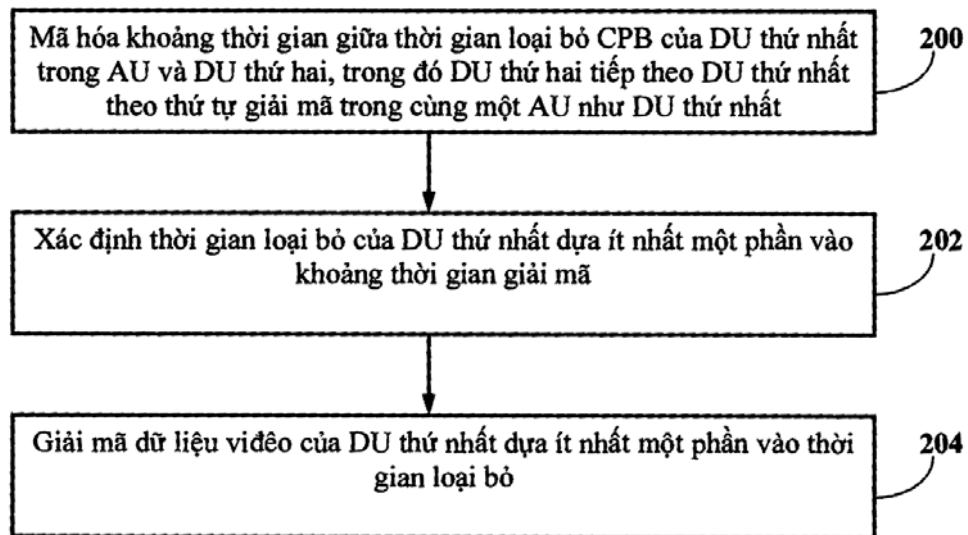 Mã hóa khoảng thời gian giữa thời gian loại bỏ CPB của DU thứ nhất
trong AU và DU thứ hai, trong đó DU thứ hai tiếp theo DU thứ nhất
theo thứ tự giải mã trong cùng một AU như DU thứ nhất
200
Xác định thời gian loại bỏ của DU thứ nhất dựa ít nhất một phần vào
khoảng thời gian giải mã
202
Giải mã dữ liệu viđêo của DU thứ nhất dựa ít nhất một phần vào thời
gian loại bỏ
204